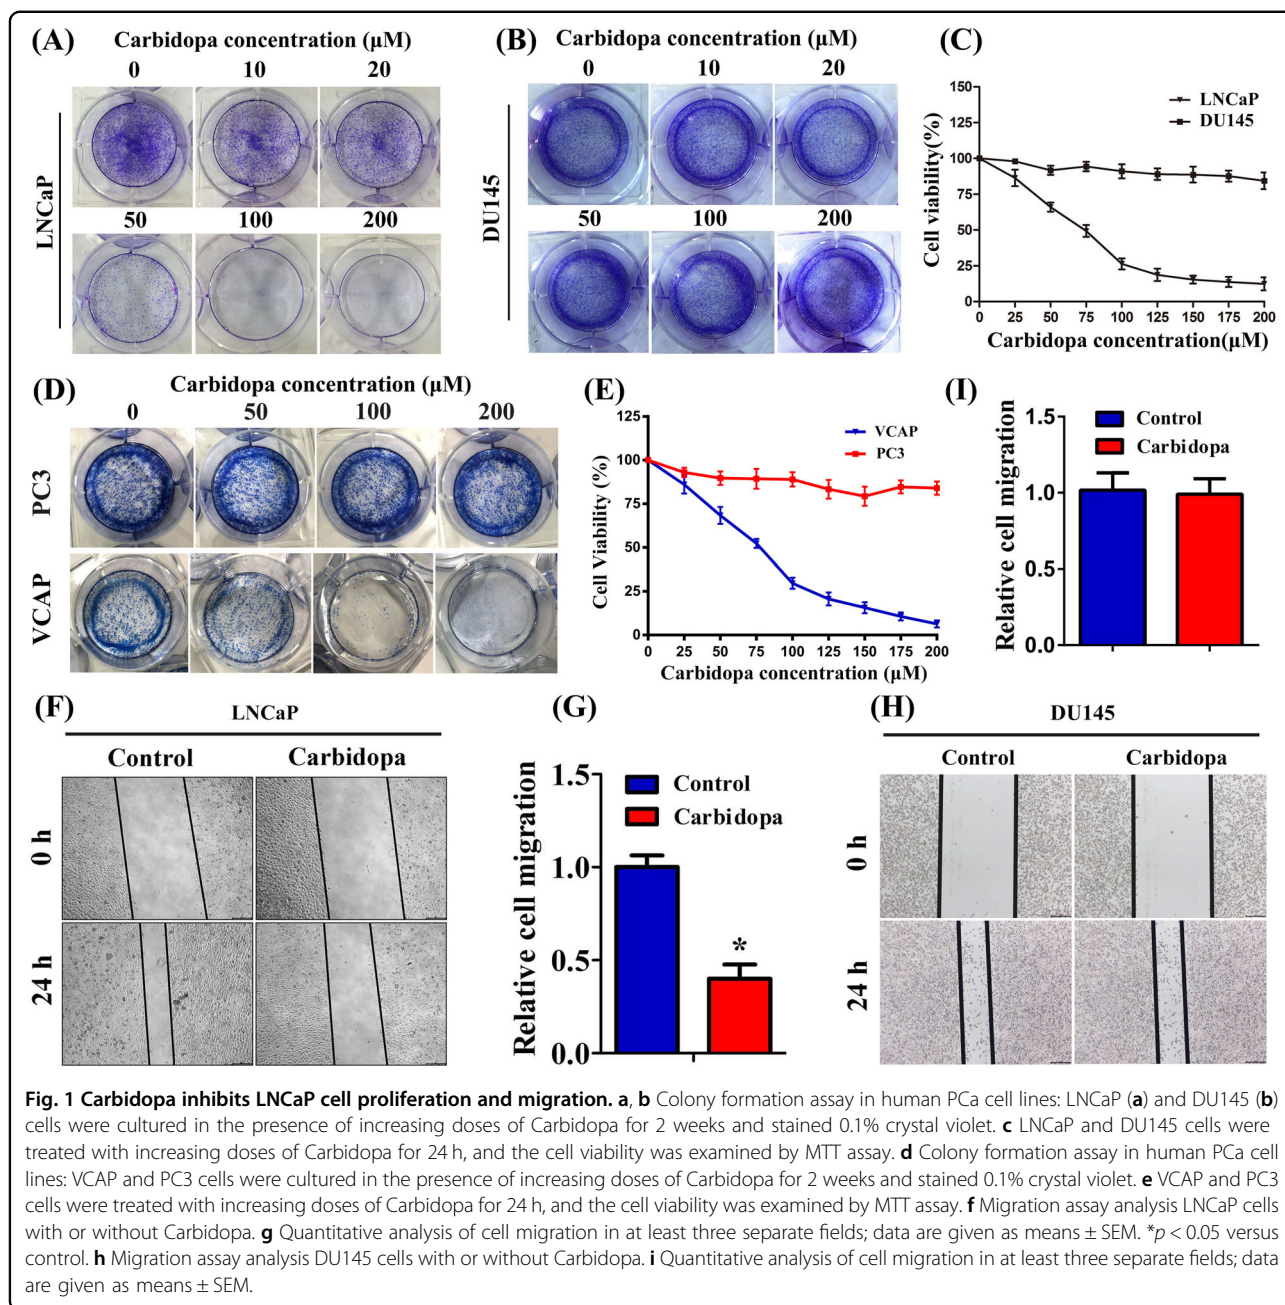 (A)
Carbidopa concentration (µM)
0 10 20
LNCaP
50 100 200
(B)
Carbidopa concentration (µM)
0 10 20
DU145
50 100 200
(C)
150
125
100
75
50
25
0
Cell viability(%)
LNCaP
DU145
0 25 50 75 100 125 150 175 200
Carbidopa concentration(µM)
(D)
Carbidopa concentration (µM)
0 50 100 200
PC3
VCAP
(E)
125
100
75
50
25
0
Cell Viability (%)
VCAP
PC3
0 25 50 75 100 125 150 175 200
Carbidopa concentration (µM)
(I)
1.5
1.0
0.5
0.0
Relative cell migration
Control
Carbidopa
(F)
LNCaP
Control Carbidopa
0 h
24 h
(G)
1.5
1.0
0.5
0.0
Relative cell migration
Control
Carbidopa
*
(H)
DU145
Control Carbidopa
0 h
24 h
Fig. 1 Carbidopa inhibits LNCaP cell proliferation and migration. a, b Colony formation assay in human PCa cell lines: LNCaP (a) and DU145 (b)
cells were cultured in the presence of increasing doses of Carbidopa for 2 weeks and stained 0.1% crystal violet. c LNCaP and DU145 cells were
treated with increasing doses of Carbidopa for 24 h, and the cell viability was examined by MTT assay. d Colony formation assay in human PCa cell
lines: VCAP and PC3 cells were cultured in the presence of increasing doses of Carbidopa for 2 weeks and stained 0.1% crystal violet. e VCAP and PC3
cells were treated with increasing doses of Carbidopa for 24 h, and the cell viability was examined by MTT assay. f Migration assay analysis LNCaP cells
with or without Carbidopa. g Quantitative analysis of cell migration in at least three separate fields; data are given as means ± SEM. *p < 0.05 versus
control. h Migration assay analysis DU145 cells with or without Carbidopa. i Quantitative analysis of cell migration in at least three separate fields; data
are given as means ± SEM.